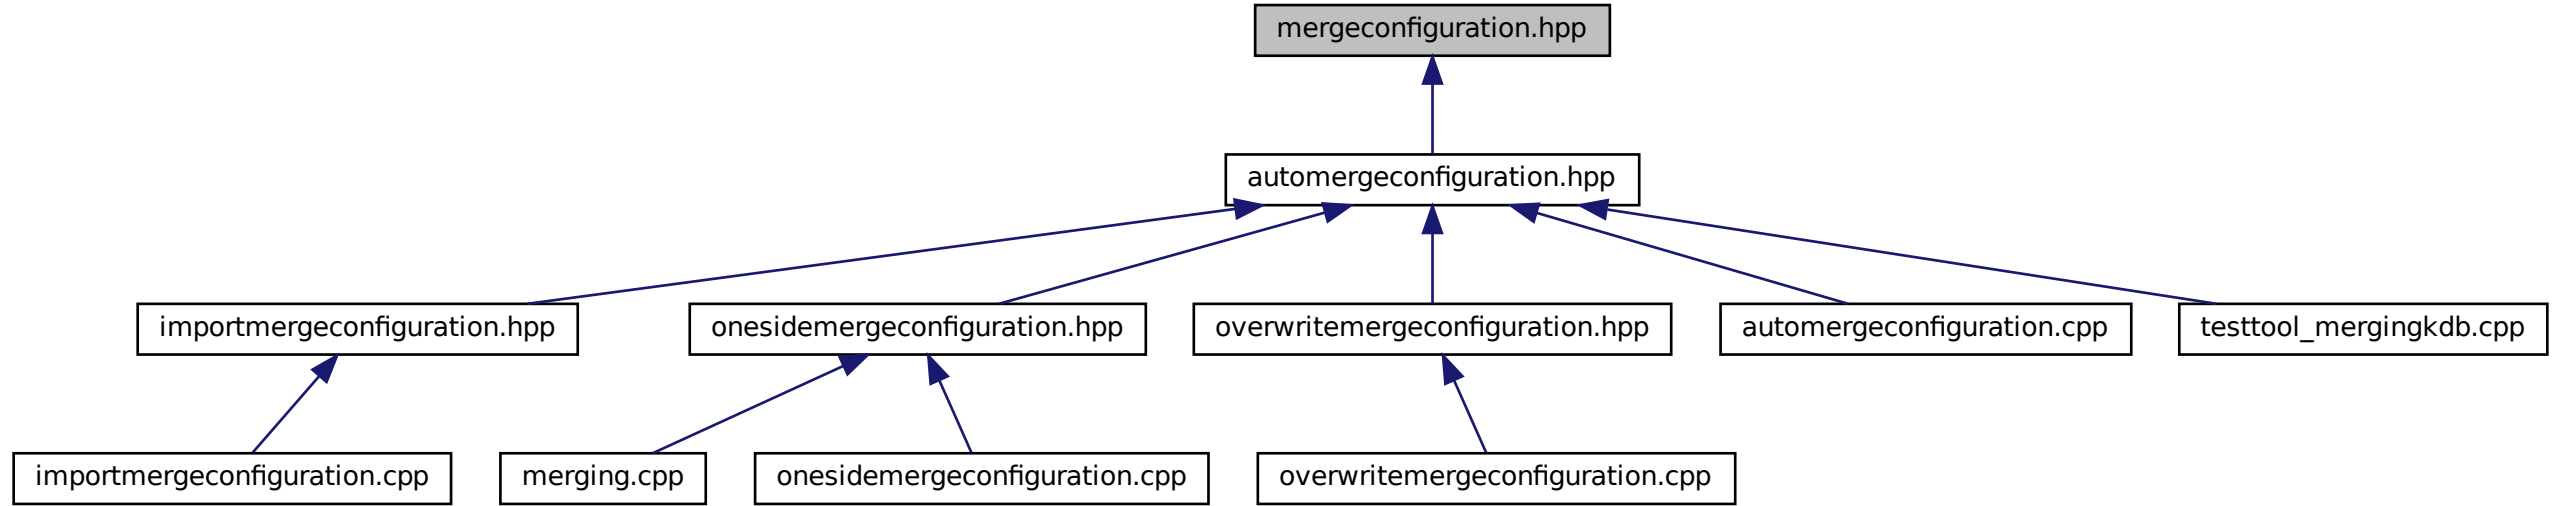 mergeconfiguration.hpp
automergeconfiguration.hpp
importmergeconfiguration.hpp
onesidemergeconfiguration.hpp
overwritemergeconfiguration.hpp
automergeconfiguration.cpp
testtool_mergingkdb.cpp
importmergeconfiguration.cpp
merging.cpp
onesidemergeconfiguration.cpp
overwritemergeconfiguration.cpp